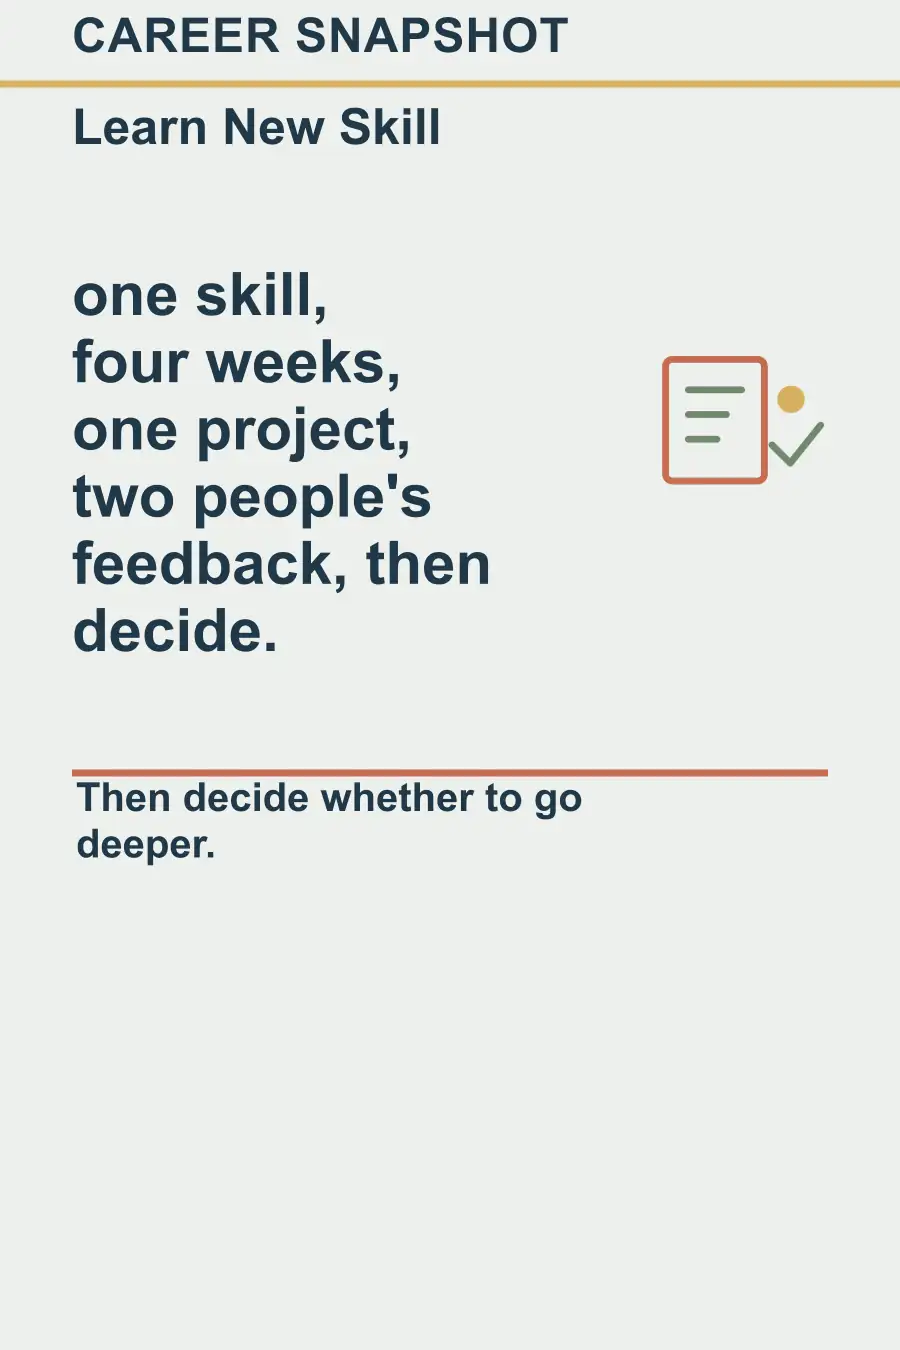 CAREER SNAPSHOT
Learn New Skill
one skill,
four weeks,
one project,
two people's
feedback, then
decide.
Then decide whether to go
deeper.